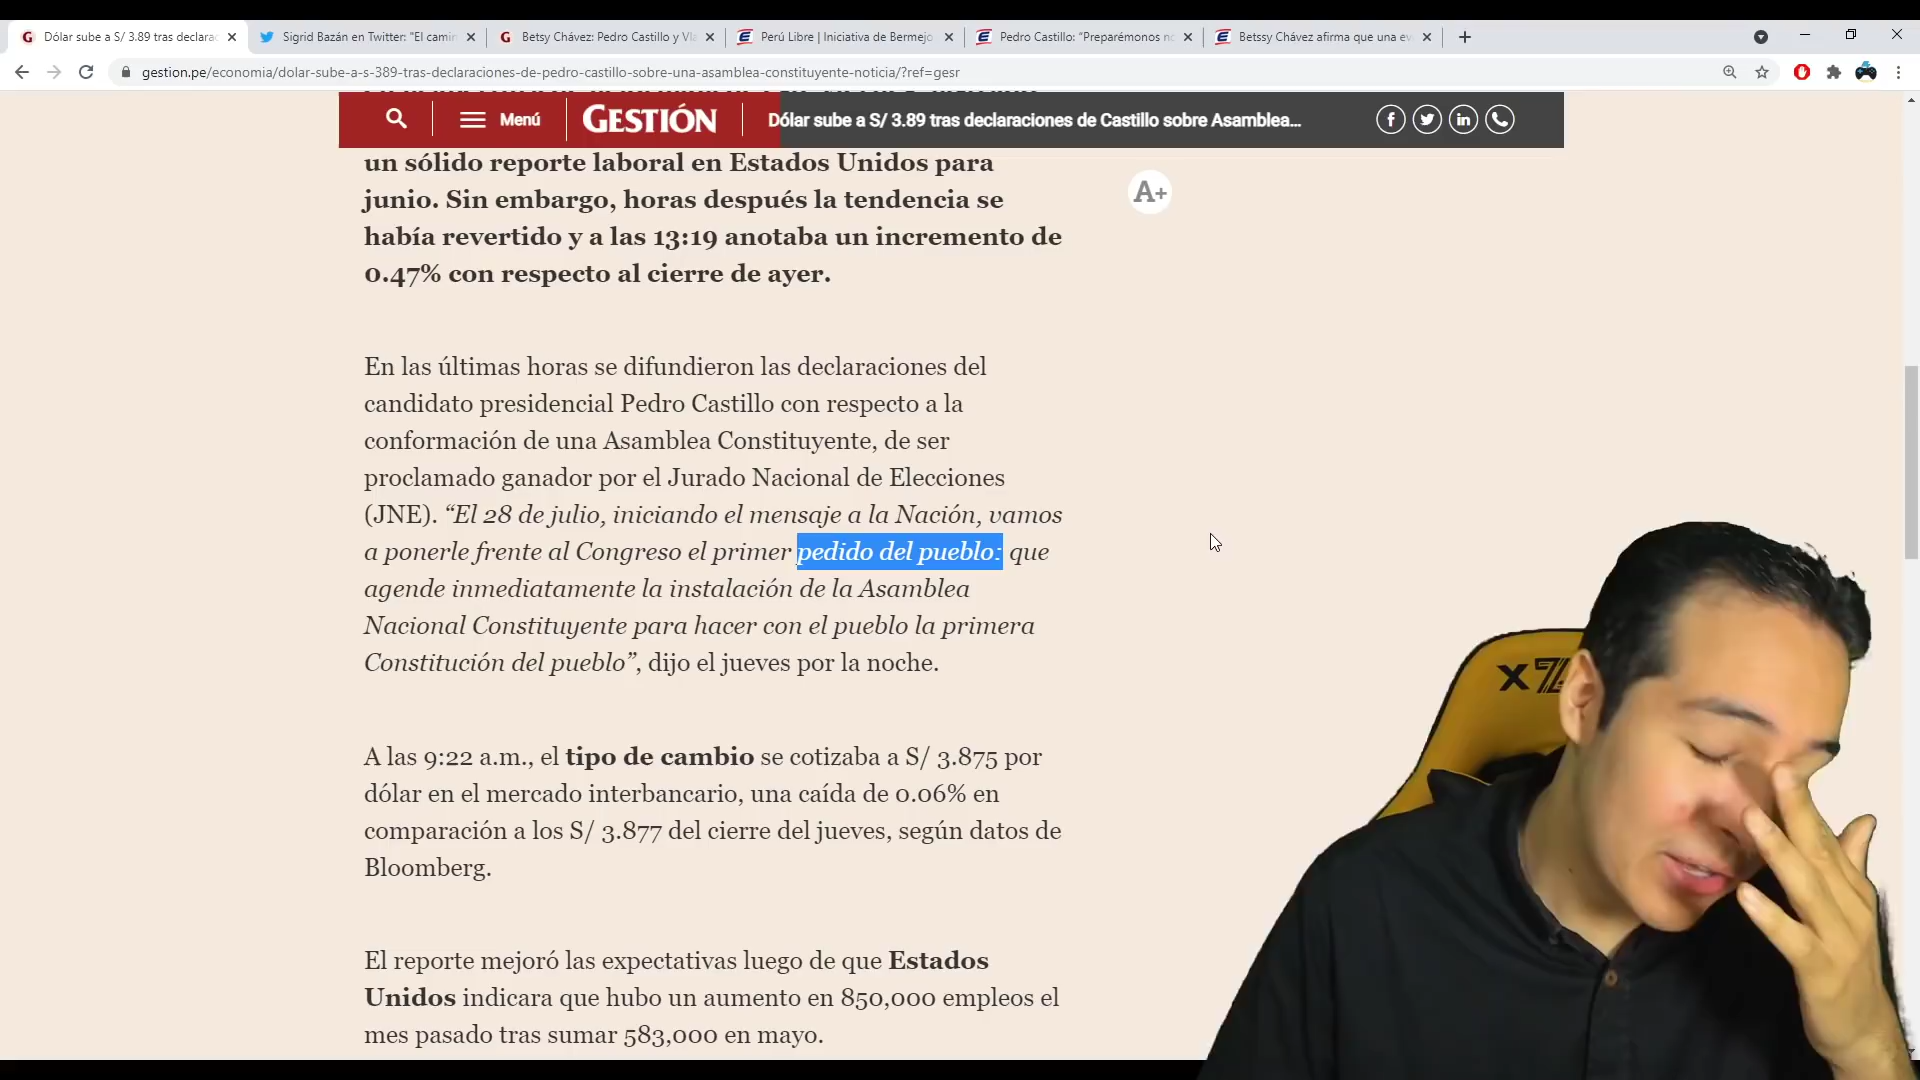 Dólar sube a S/ 3.89 tras declara
Sigrid Bazán en Twitter: "El cami
Betsy Chávez: Pedro Castillo y Vla
Perú Libre | Iniciativa de Bermejo
Pedro Castillo: "Preparémonos no
Betssy Chávez afirma que una ev
gestion.pe/economia/dolar-sube-a-s-389-tras-declaraciones-de-pedro-castillo-sobre-una-asamblea-constituyente-noticia/?ref=gesr
Menú
GESTIÓN
Dólar sube a S/ 3.89 tras declaraciones de Castillo sobre Asamblea...
A+
un sólido reporte laboral en Estados Unidos para
junio. Sin embargo, horas después la tendencia se
había revertido y a las 13:19 anotaba un incremento de
0.47% con respecto al cierre de ayer.
En las últimas horas se difundieron las declaraciones del
candidato presidencial Pedro Castillo con respecto a la
conformación de una Asamblea Constituyente, de ser
proclamado ganador por el Jurado Nacional de Elecciones
(JNE). “El 28 de julio, iniciando el mensaje a la Nación, vamos
a ponerle frente al Congreso el primer pedido del pueblo: que
agende inmediatamente la instalación de la Asamblea
Nacional Constituyente para hacer con el pueblo la primera
Constitución del pueblo”, dijo el jueves por la noche.
A las 9:22 a.m., el tipo de cambio se cotizaba a S/ 3.875 por
dólar en el mercado interbancario, una caída de 0.06% en
comparación a los S/ 3.877 del cierre del jueves, según datos de
Bloomberg.
El reporte mejoró las expectativas luego de que Estados
Unidos indicara que hubo un aumento en 850,000 empleos el
mes pasado tras sumar 583,000 en mayo.